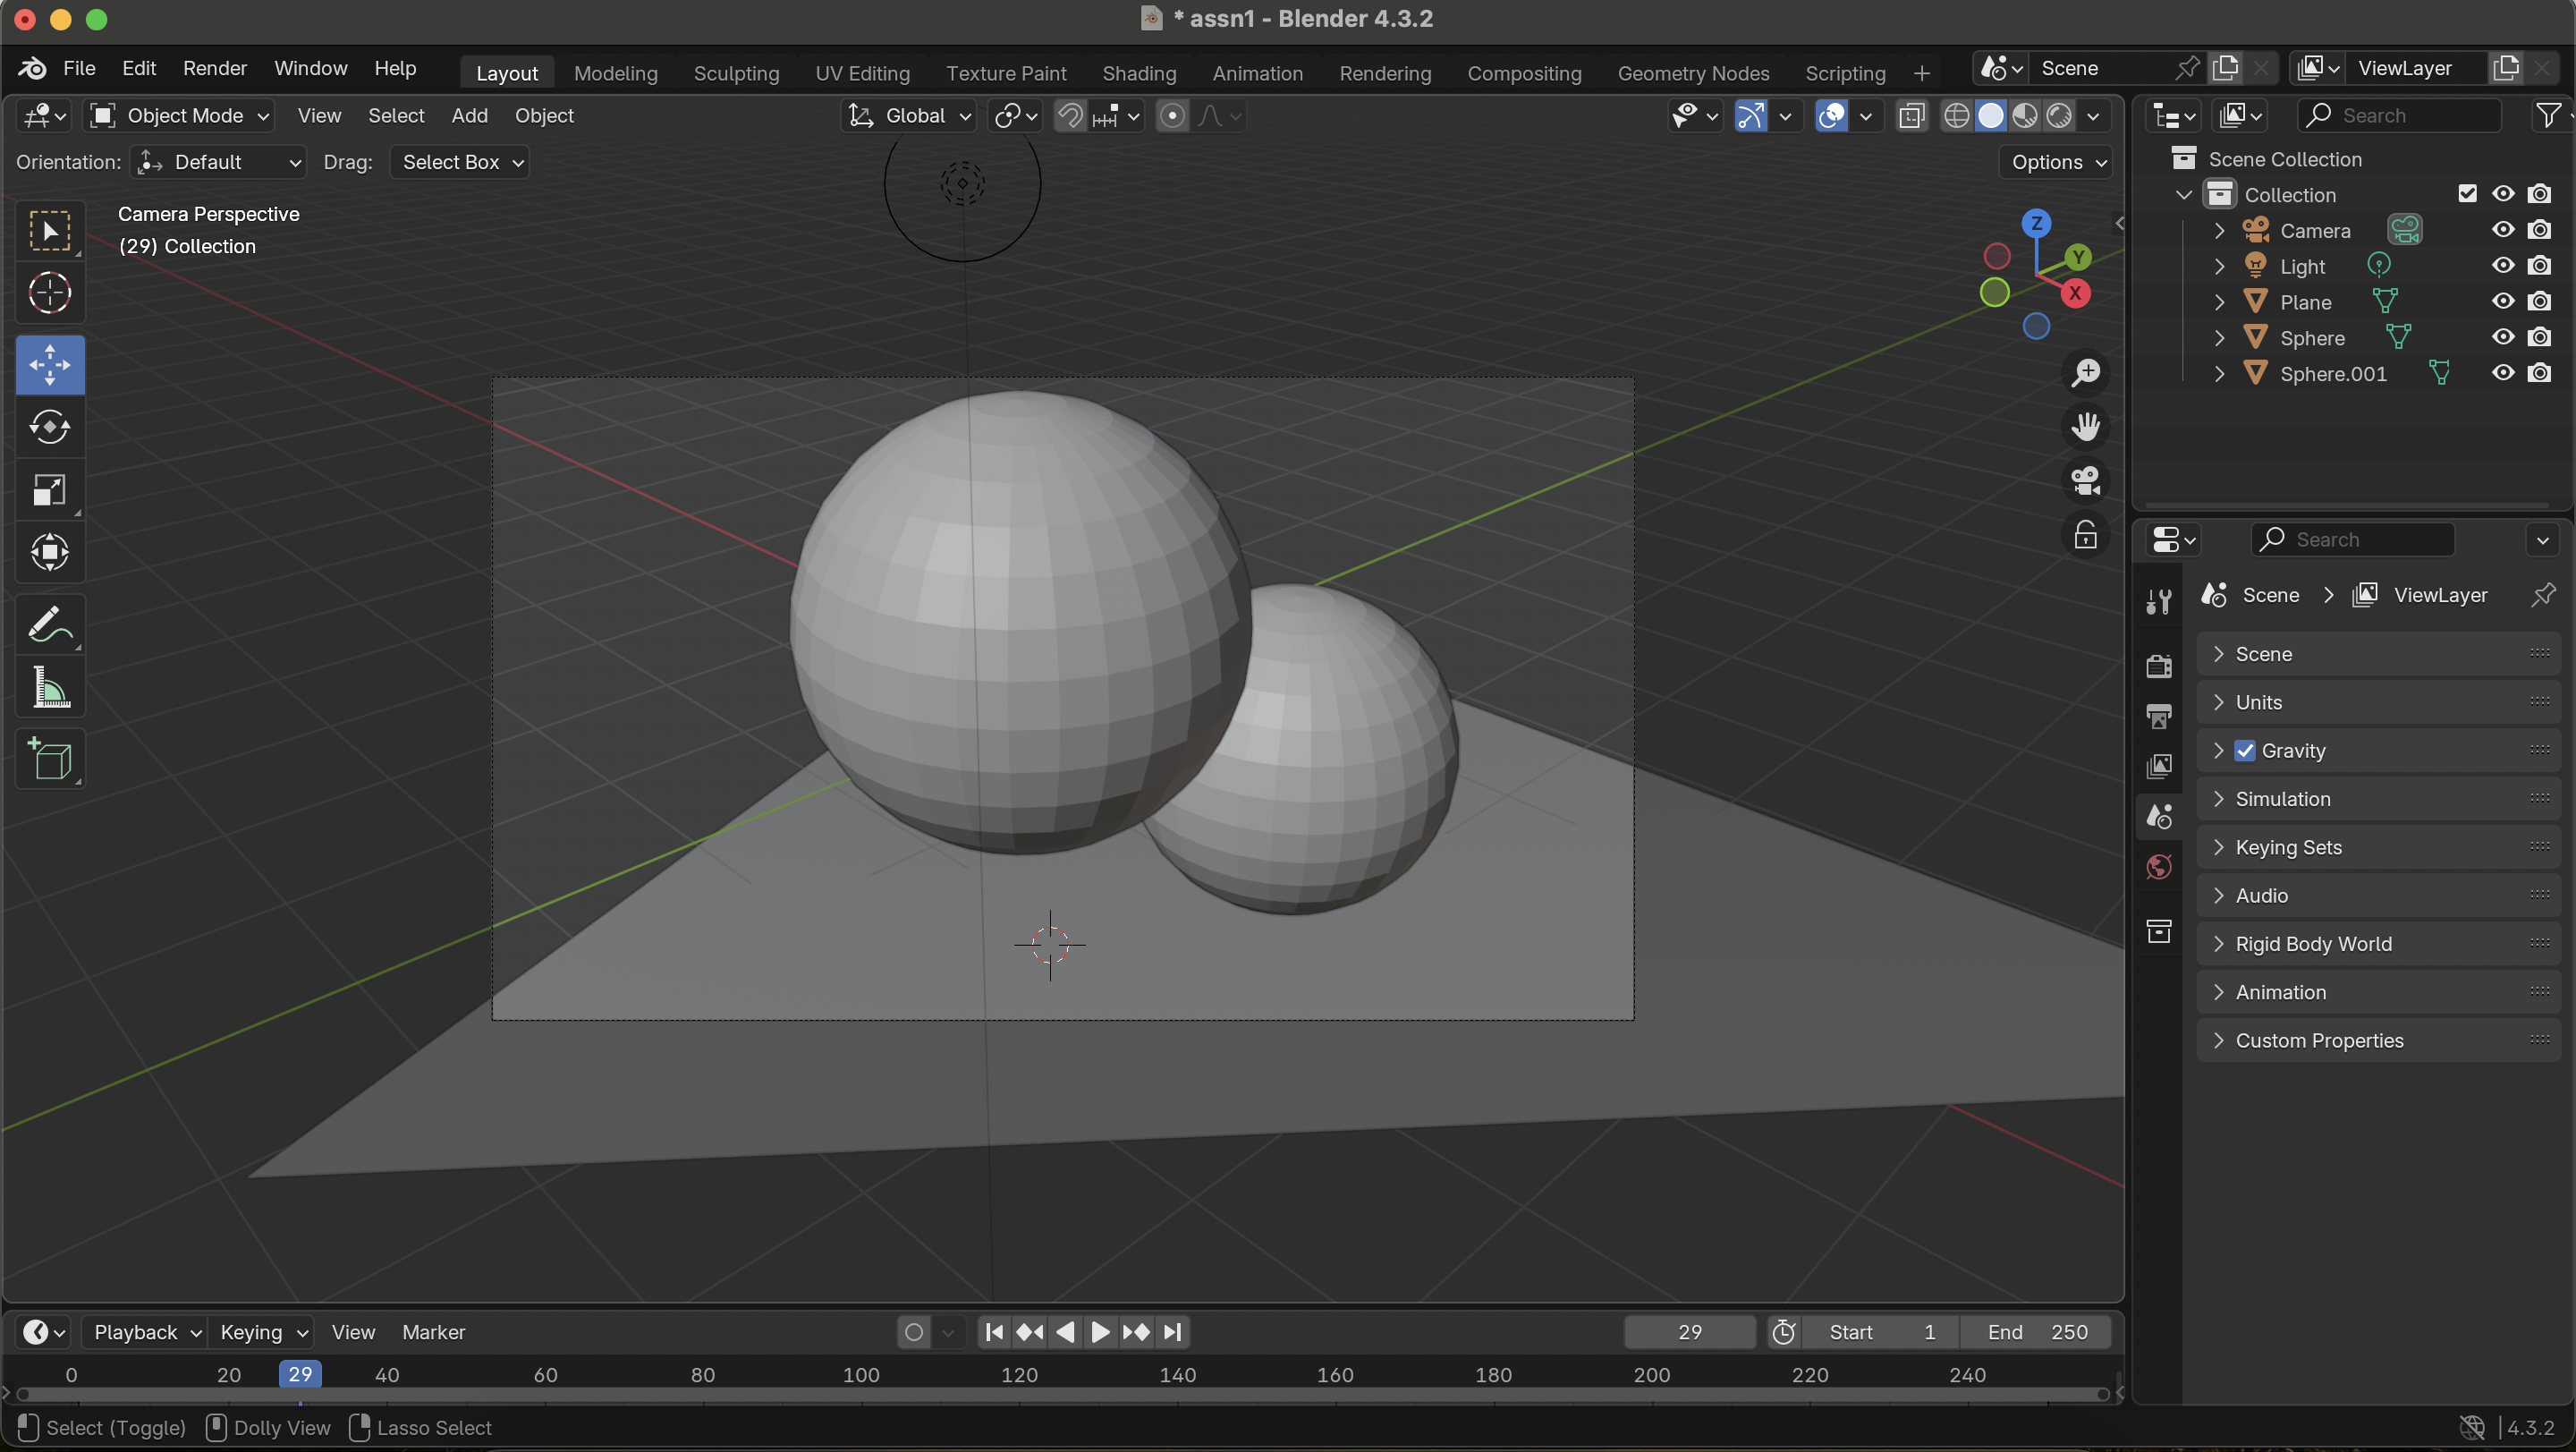 * assn1 - Blender 4.3.2
File Edit Render Window Help Layout Modeling Sculpting UV Editing Texture Paint Shading Animation Rendering Compositing Geometry Nodes Scripting + Scene ViewLayer
Object Mode View Select Add Object Global Search
Orientation: Default Drag: Select Box Options
Scene Collection
Collection
Camera
Light
Plane
Sphere
Sphere.001
Camera Perspective
(29) Collection
Z
Y
X
Search
Scene > ViewLayer
Scene
Units
Gravity
Simulation
Keying Sets
Audio
Rigid Body World
Animation
Custom Properties
Playback Keying View Marker 29 Start 1 End 250
0 20 29 40 60 80 100 120 140 160 180 200 220 240
Select (Toggle) Dolly View Lasso Select 4.3.2